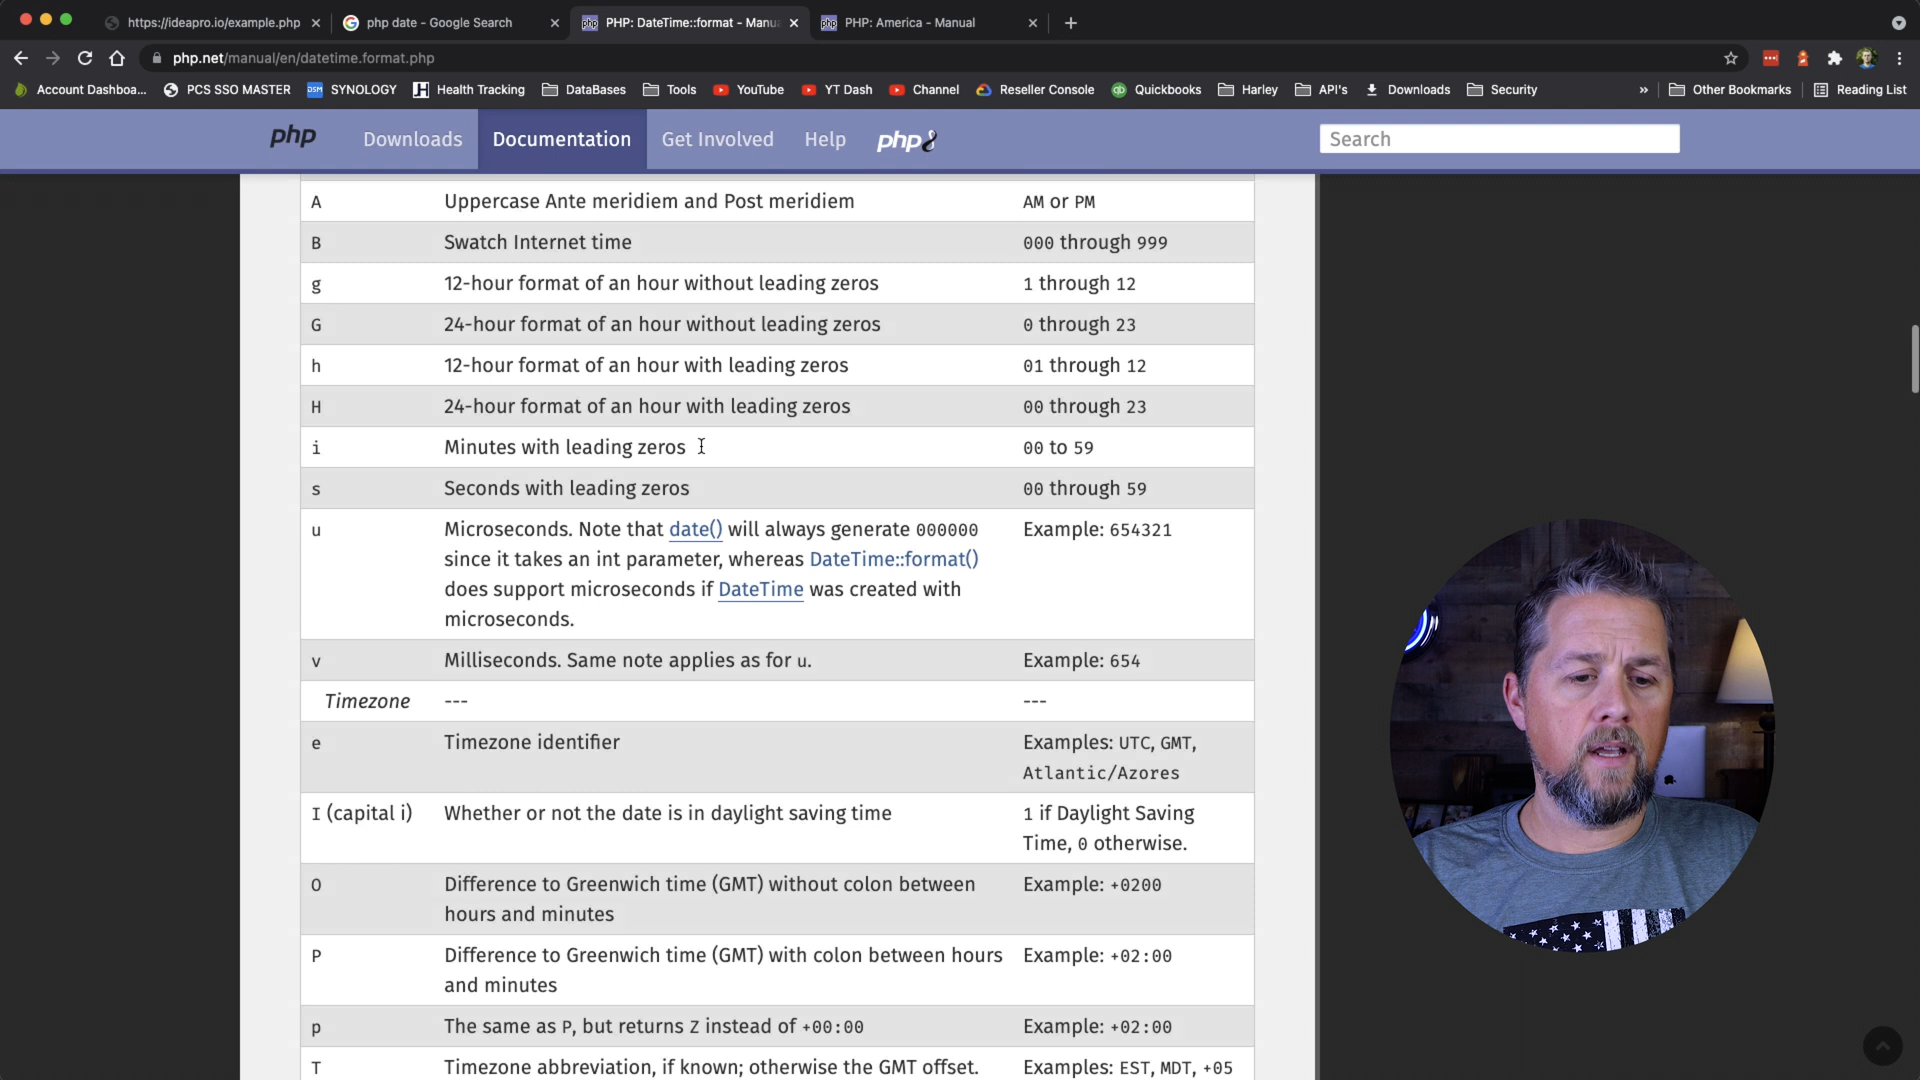 https://ideapro.io/example.php
php date - Google Search
PHP: DateTime::format - Manu
PHP: America - Manual
php.net/manual/en/datetime.format.php
Account Dashboa...
PCS SSO MASTER
SYNOLOGY
Health Tracking
DataBases
Tools
YouTube
YT Dash
Channel
Reseller Console
Quickbooks
Harley
API's
Downloads
Security
»
Other Bookmarks
Reading List
php
Downloads
Documentation
Get Involved
Help
php8
Search
A Uppercase Ante meridiem and Post meridiem AM or PM
B Swatch Internet time 000 through 999
g 12-hour format of an hour without leading zeros 1 through 12
G 24-hour format of an hour without leading zeros 0 through 23
h 12-hour format of an hour with leading zeros 01 through 12
H 24-hour format of an hour with leading zeros 00 through 23
i Minutes with leading zeros 00 to 59
s Seconds with leading zeros 00 through 59
u Microseconds. Note that date() will always generate 000000 Example: 654321
since it takes an int parameter, whereas DateTime::format()
does support microseconds if DateTime was created with
microseconds.
v Milliseconds. Same note applies as for u. Example: 654
Timezone --- ---
e Timezone identifier Examples: UTC, GMT,
Atlantic/Azores
I (capital i) Whether or not the date is in daylight saving time 1 if Daylight Saving
Time, 0 otherwise.
O Difference to Greenwich time (GMT) without colon between Example: +0200
hours and minutes
P Difference to Greenwich time (GMT) with colon between hours Example: +02:00
and minutes
p The same as P, but returns Z instead of +00:00 Example: +02:00
T Timezone abbreviation, if known; otherwise the GMT offset. Examples: EST, MDT, +05